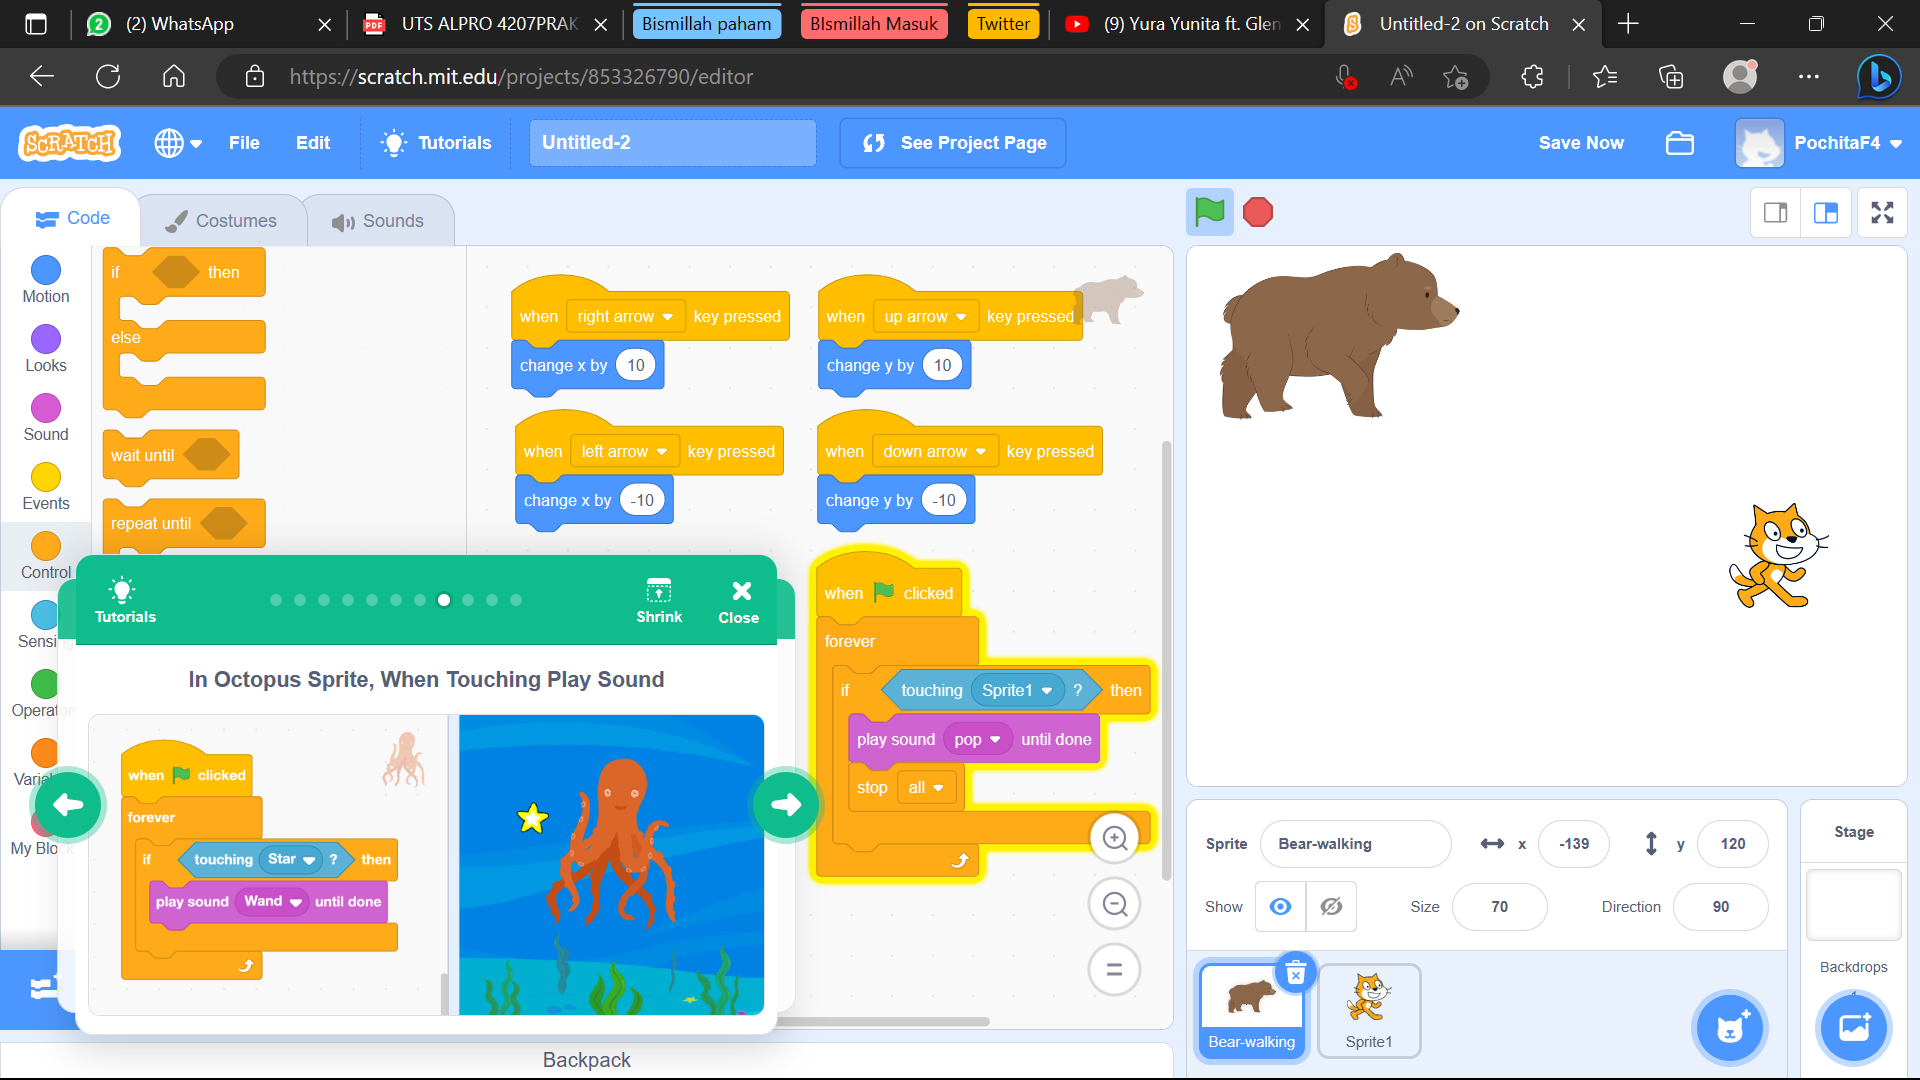 (2) WhatsApp
UTS ALPRO 4207PRAK
Bismillah paham
BIsmillah Masuk
Twitter
(9) Yura Yunita ft. Glen
Untitled-2 on Scratch
https://scratch.mit.edu/projects/853326790/editor
SCRATCH
File
Edit
Tutorials
Untitled-2
See Project Page
Save Now
PochitaF4
Code
Costumes
Sounds
Motion
Looks
Sound
Events
Control
if then
else
wait until
repeat until
when right arrow key pressed
change x by 10
when up arrow key pressed
change y by 10
when left arrow key pressed
change x by -10
when down arrow key pressed
change y by -10
when clicked
forever
if touching Sprite1 ? then
play sound pop until done
stop all
Tutorials
Shrink
Close
In Octopus Sprite, When Touching Play Sound
when clicked
forever
if touching Star ? then
play sound Wand until done
Backpack
Sprite
Bear-walking
x -139
y 120
Show
Size 70
Direction 90
Bear-walking
Sprite1
Stage
Backdrops